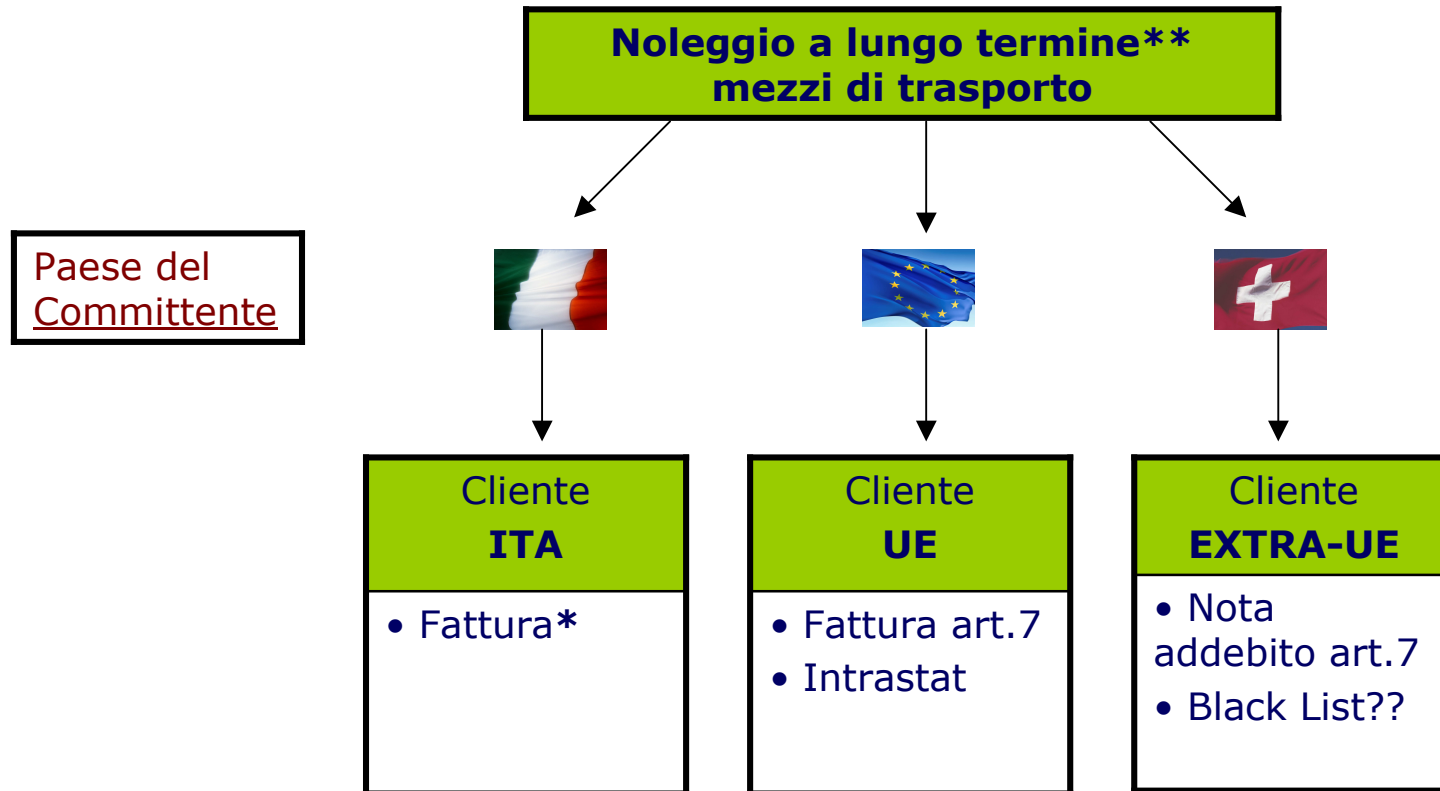 Noleggio a lungo termine**
mezzi di trasporto
Paese del
Committente
Cliente
ITA
• Fattura*
Cliente
UE
• Fattura art.7
• Intrastat
Cliente
EXTRA-UE
• Nota
addebito art.7
• Black List??